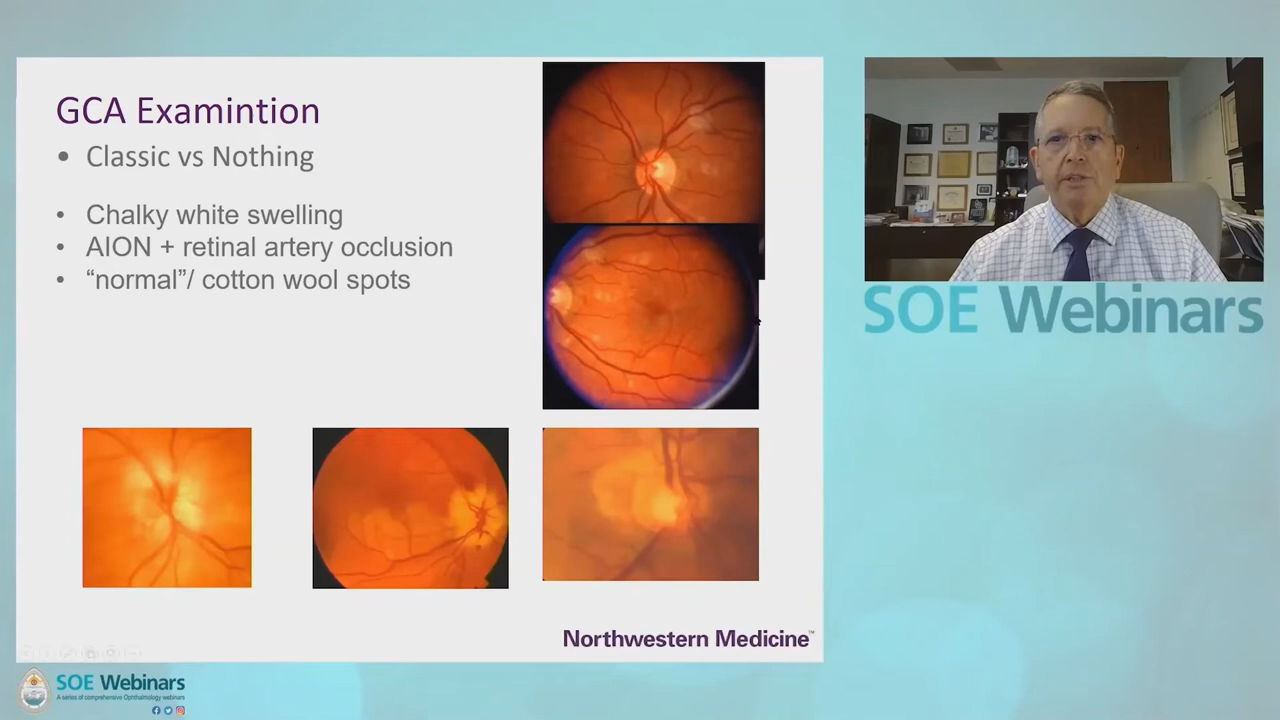 GCA Examintion
• Classic vs Nothing
• Chalky white swelling
• AION + retinal artery occlusion
• “normal”/ cotton wool spots
Northwestern Medicine™
SOE Webinars
SOE Webinars
A series of comprehensive Ophthalmology webinars